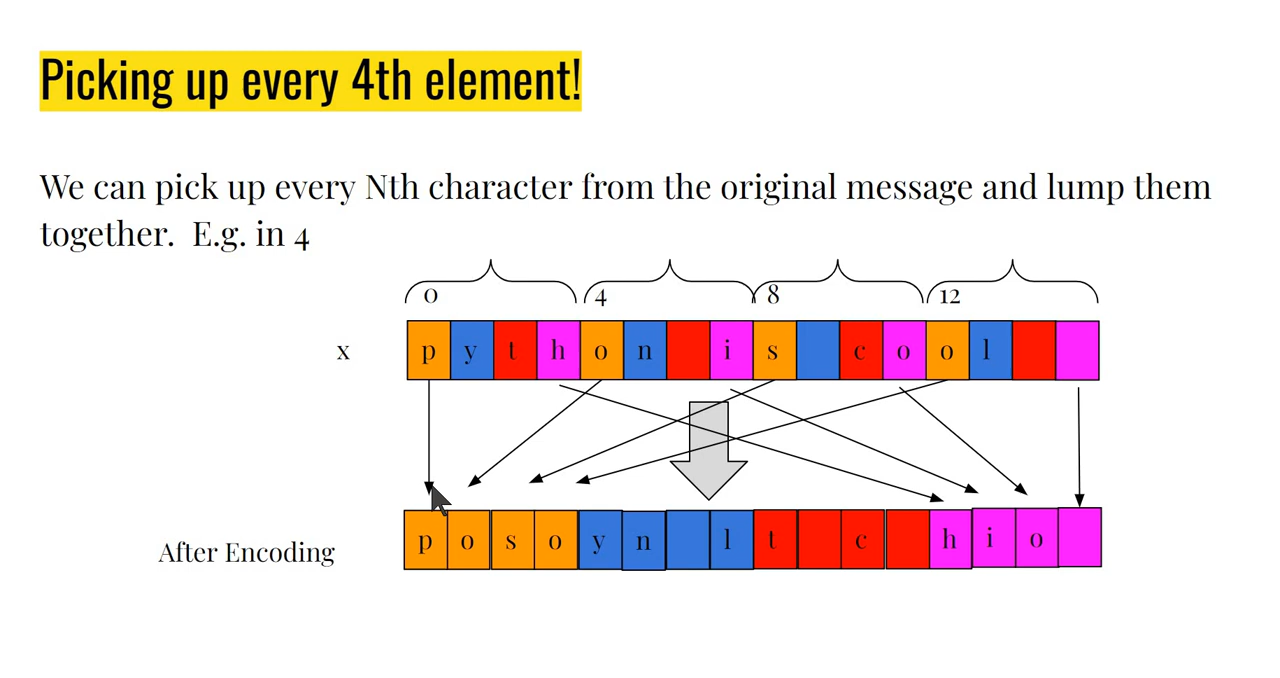 Picking up every 4th element!
We can pick up every Nth character from the original message and lump them
together.  E.g. in 4
0 4 8 12
x p y t h o n i s c o o l
After Encoding p o s o y n l t c h i o